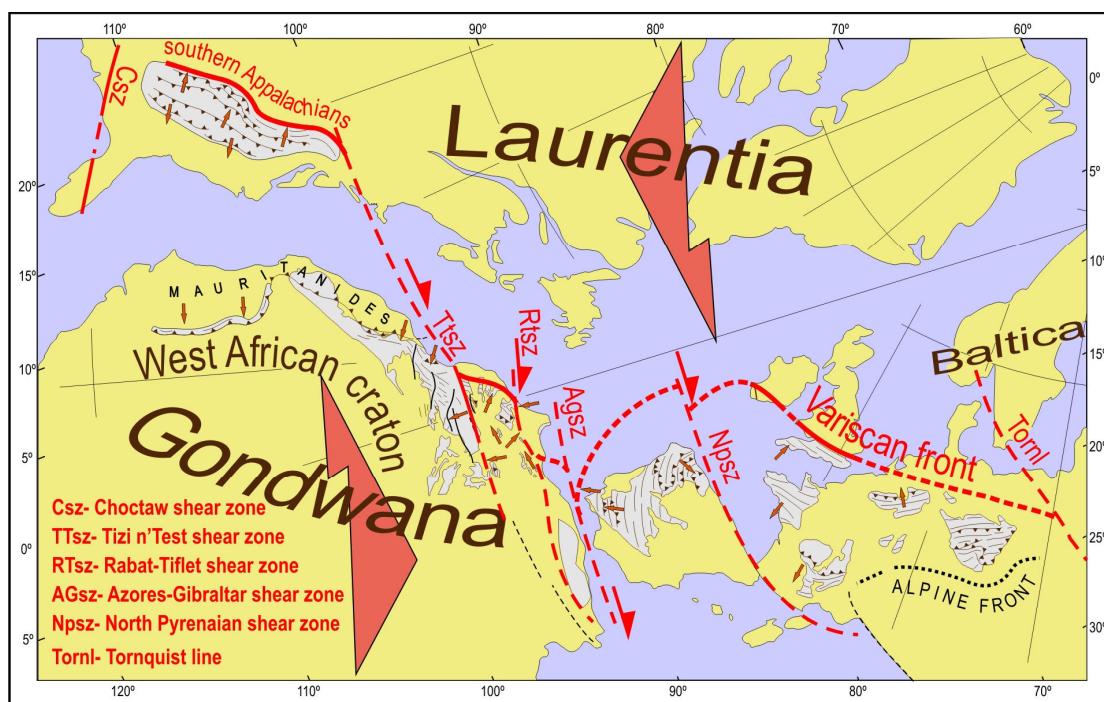 110º 100º 90º 80º 70º 60º
0º
5º
10º
15º
20º
25º
30º
20º
15º
10º
5º
0º
5º
Csz
southern Appalachians
Laurentia
MAURITANIDES
West African craton
Gondwana
Ttsz
Rtsz
Agsz
Npsz
Baltica
Variscan front
Tornl
ALPINE FRONT
Csz- Choctaw shear zone
TTsz- Tizi n’Test shear zone
RTsz- Rabat-Tiflet shear zone
AGsz- Azores-Gibraltar shear zone
Npsz- North Pyrenaian shear zone
Tornl- Tornquist line
120º 110º 100º 90º 80º 70º